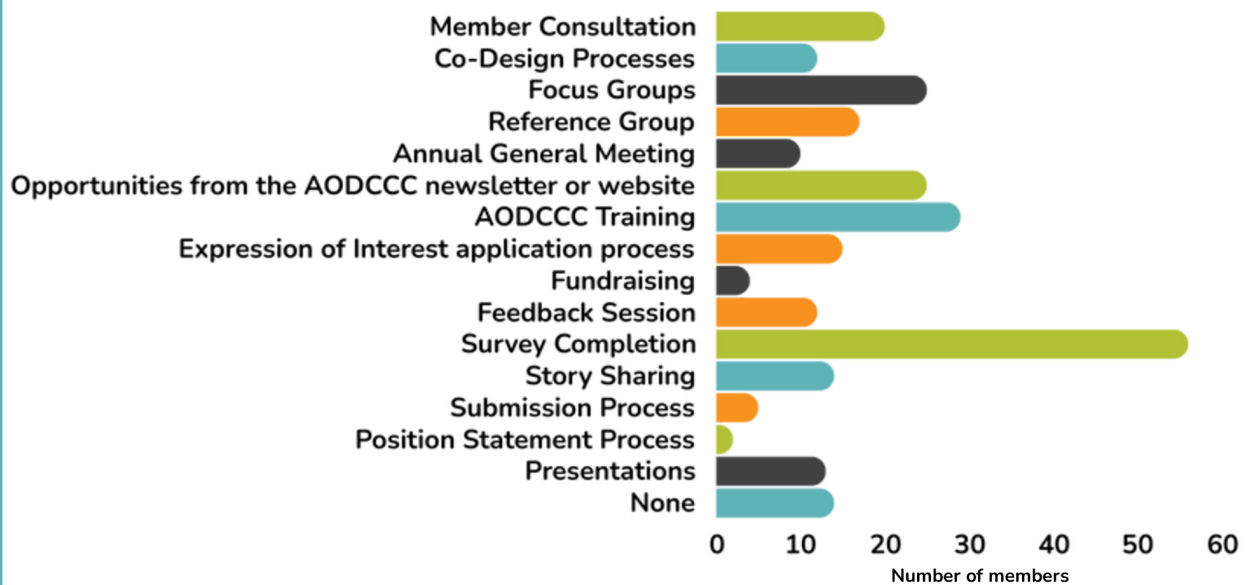 Member Consultation
Co-Design Processes
Focus Groups
Reference Group
Annual General Meeting
Opportunities from the AODCCC newsletter or website
AODCCC Training
Expression of Interest application process
Fundraising
Feedback Session
Survey Completion
Story Sharing
Submission Process
Position Statement Process
Presentations
None
0 10 20 30 40 50 60
Number of members